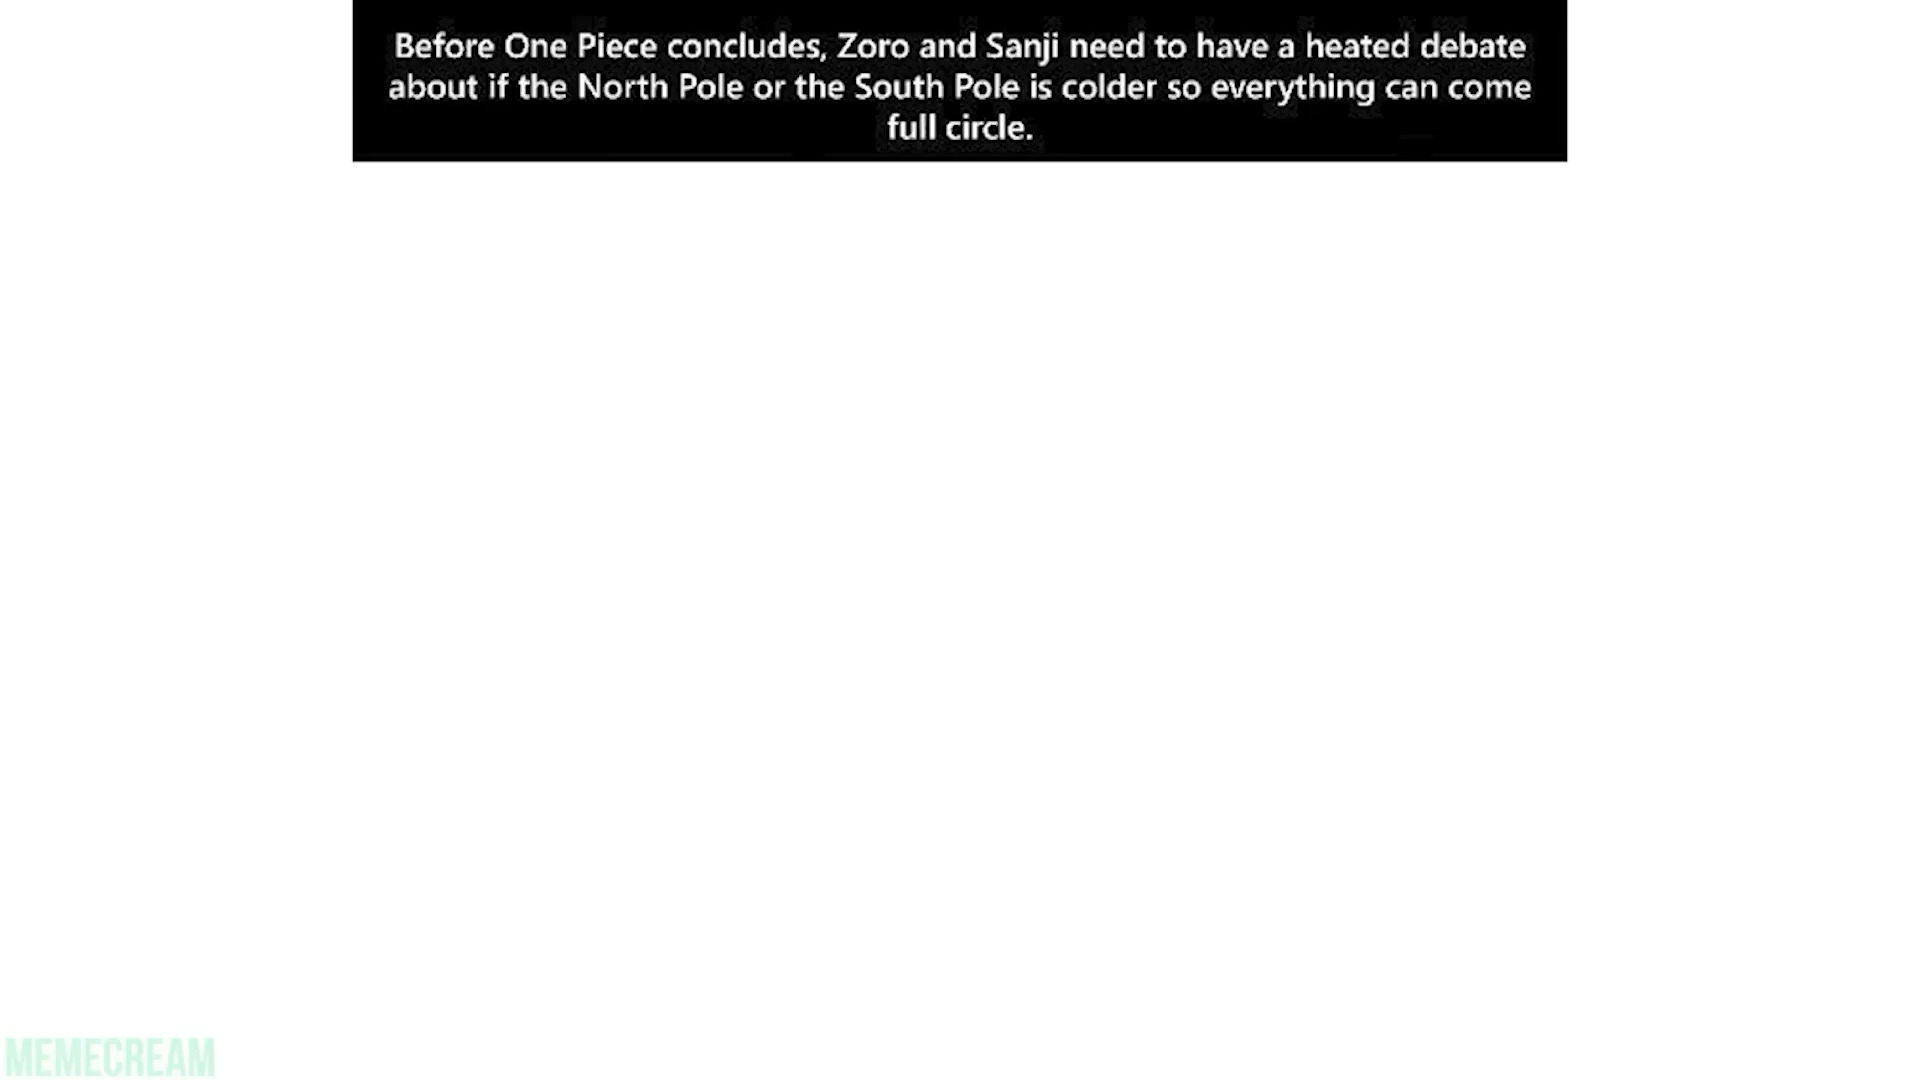 Before One Piece concludes, Zoro and Sanji need to have a heated debate
about if the North Pole or the South Pole is colder so everything can come
full circle.
MEMECREAM